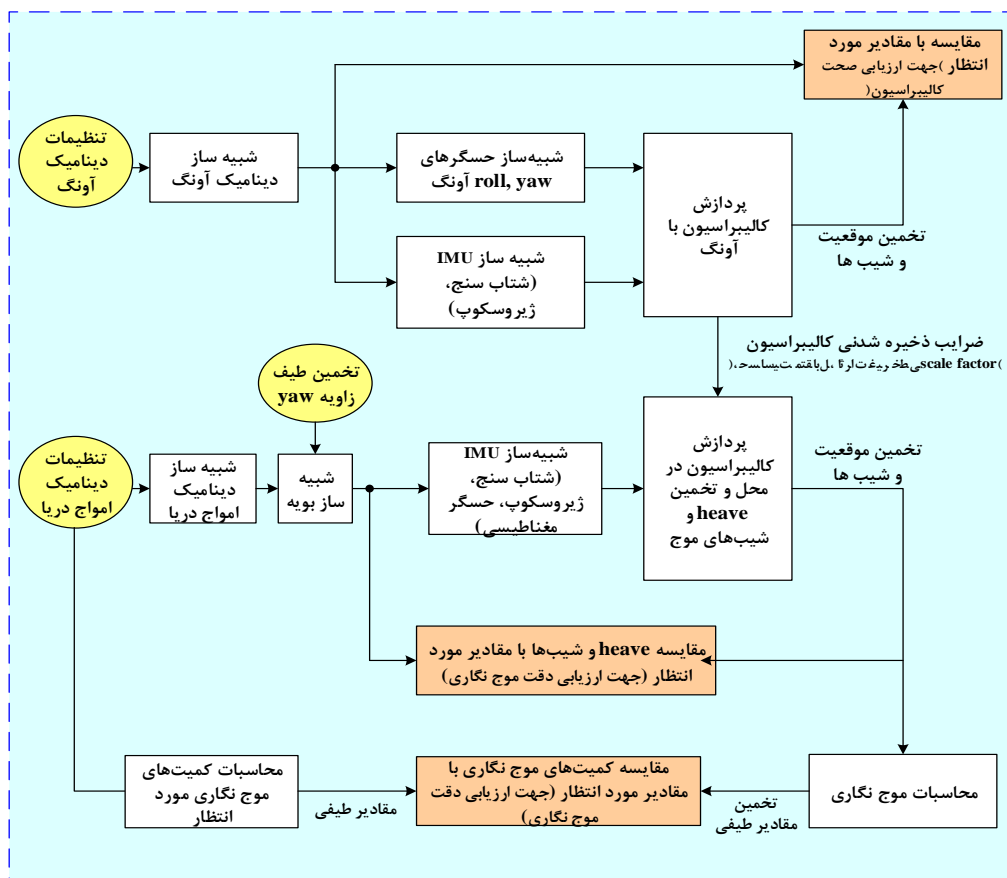 مقایسه با مقادیر مورد
انتظار )جهت ارزیابی صحت
کالیبراسیون(
تنظیمات
دینامیک
آونگ
شبیه ساز
دینامیک آونگ
شبیه‌ساز حسگرهای
آونگ roll, yaw
پردازش
کالیبراسیون با
آونگ
تخمین موقعیت
و شیب ها
شبیه ساز IMU
(شتاب سنج،
ژیروسکوپ)
ضرایب ذخیره شدنی کالیبراسیون
scale factor
تخمین طیف
زاویه yaw
تنظیمات
دینامیک
امواج دریا
شبیه ساز
دینامیک
امواج دریا
شبیه
ساز بویه
شبیه‌ساز IMU
(شتاب سنج،
ژیروسکوپ، حسگر
مغناطیسی)
پردازش
کالیبراسیون در
محل و تخمین
heave و
شیب‌های موج
تخمین موقعیت
و شیب ها
مقایسه heave و شیب‌ها با مقادیر مورد
انتظار (جهت ارزیابی دقت موج نگاری)
محاسبات موج نگاری
تخمین
مقادیر طیفی
مقایسه کمیت‌های موج نگاری با
مقادیر مورد انتظار (جهت ارزیابی دقت
موج نگاری)
مقادیر طیفی
محاسبات کمیت‌های
موج نگاری مورد
انتظار